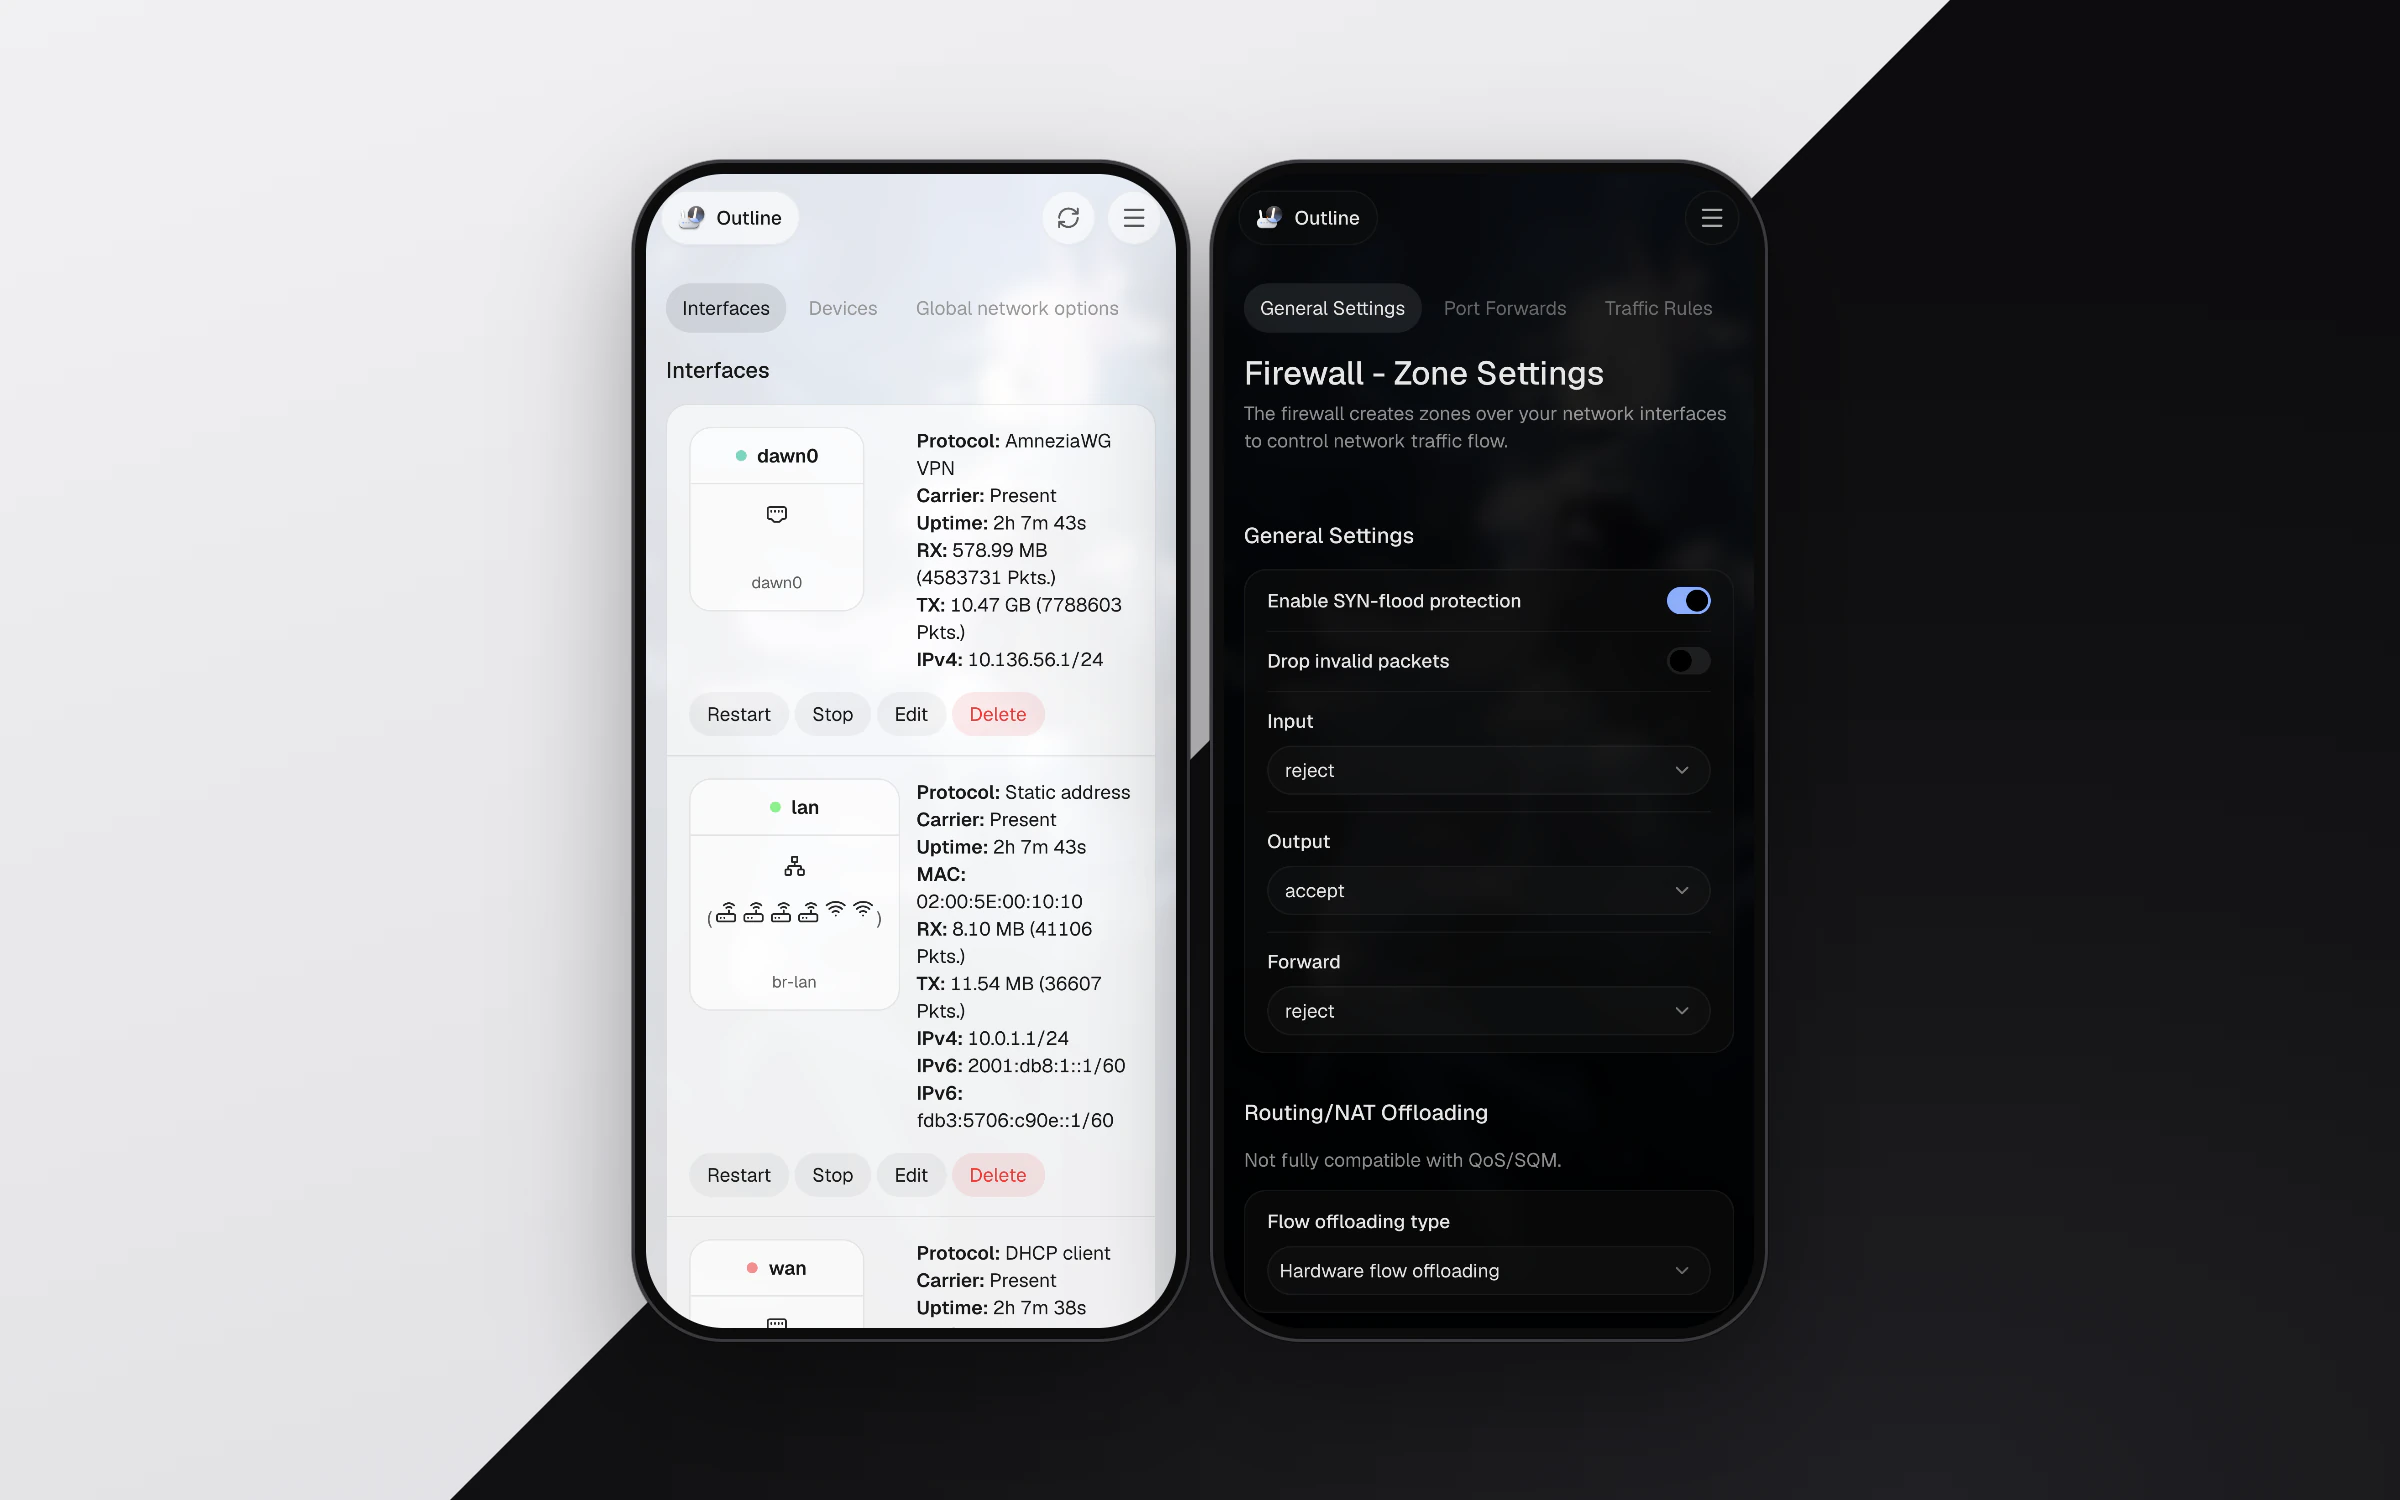 Outline
Interfaces
Devices
Global network options
Interfaces
dawn0
dawn0
Protocol: AmneziaWG
VPN
Carrier: Present
Uptime: 2h 7m 43s
RX: 578.99 MB
(4583731 Pkts.)
TX: 10.47 GB (7788603
Pkts.)
IPv4: 10.136.56.1/24
Restart
Stop
Edit
Delete
lan
( )
br-lan
Protocol: Static address
Carrier: Present
Uptime: 2h 7m 43s
MAC:
02:00:5E:00:10:10
RX: 8.10 MB (41106
Pkts.)
TX: 11.54 MB (36607
Pkts.)
IPv4: 10.0.1.1/24
IPv6: 2001:db8:1::1/60
IPv6:
fdb3:5706:c90e::1/60
Restart
Stop
Edit
Delete
wan
Protocol: DHCP client
Carrier: Present
Uptime: 2h 7m 38s
Outline
General Settings
Port Forwards
Traffic Rules
Firewall - Zone Settings
The firewall creates zones over your network interfaces
to control network traffic flow.
General Settings
Enable SYN-flood protection
Drop invalid packets
Input
reject
Output
accept
Forward
reject
Routing/NAT Offloading
Not fully compatible with QoS/SQM.
Flow offloading type
Hardware flow offloading